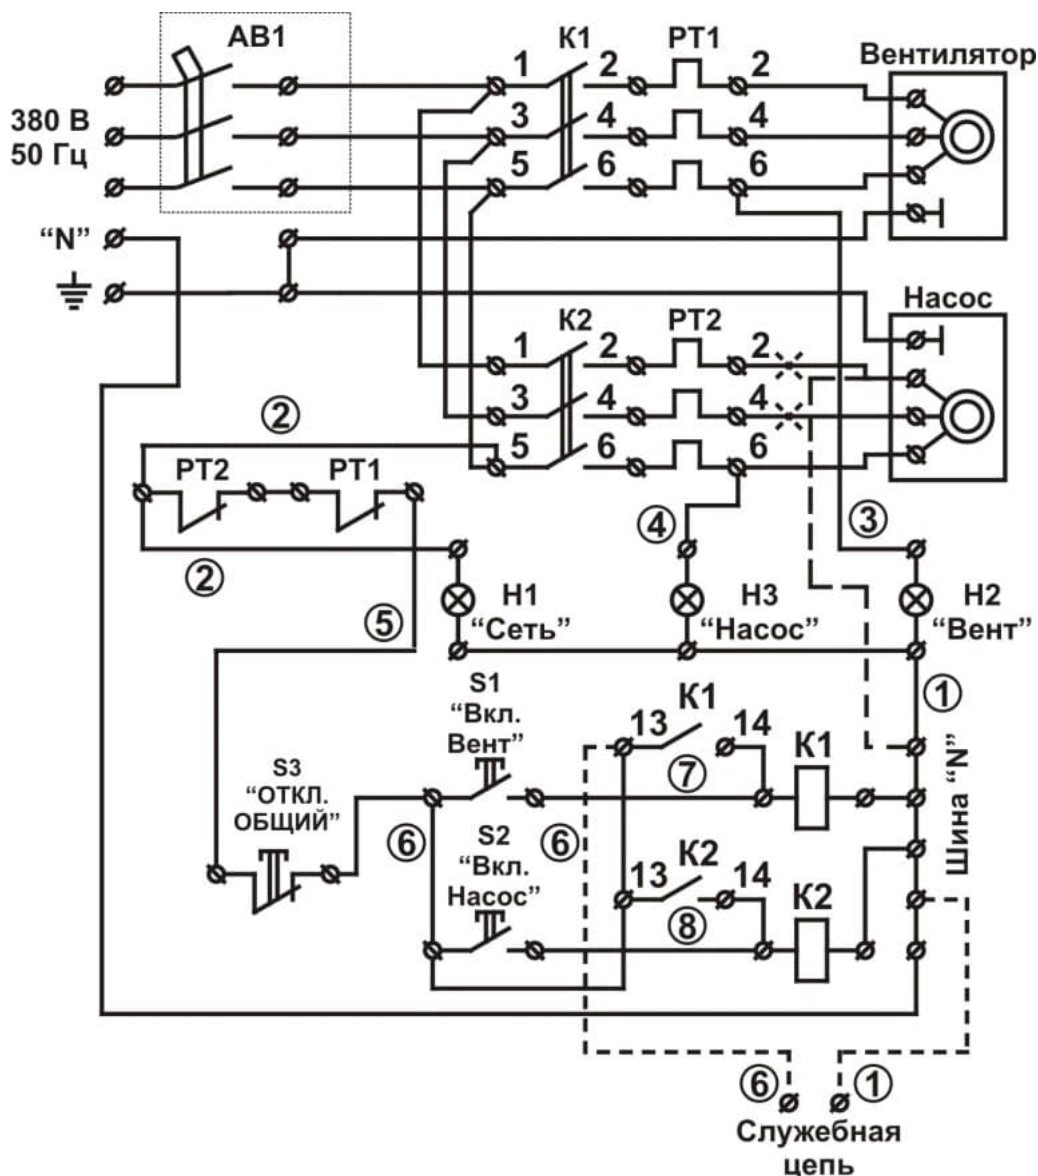 АВ1
К1
РТ1
Вентилятор
380 В
50 Гц
1
2
2
3
4
4
5
6
6
“N”
Насос
К2
РТ2
1
2
2
3
4
4
5
6
6
②
РТ2
РТ1
②
④
③
⑤
Н1
“Сеть”
Н3
“Насос”
Н2
“Вент”
①
S1
“Вкл.
Вент”
К1
13
14
⑦
К1
S3
“ОТКЛ.
ОБЩИЙ”
⑥
⑥
S2
“Вкл.
Насос”
К2
13
14
⑧
К2
Шина “N”
⑥
①
Служебная
цепь